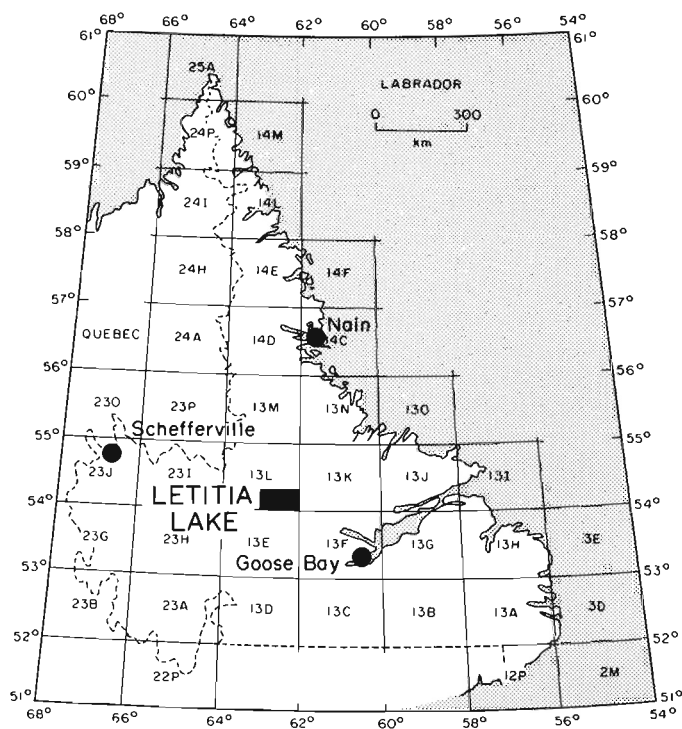 68° 66° 64° 62° 60° 58° 56° 54°
61° 61°
25A
LABRADOR
60° 60°
0 300
km
24P 14M
59° 59°
24I 14L
58° 58°
24H 14E 14F
57° 57°
Nain
QUEBEC 24A 14D 14C
56° 56°
23O 23P 13M 13N 13O
Schefferville
55° 55°
23J 23I 13L 13K 13J 13I
LETITIA
54° 54°
LAKE
23G 23H 13E 13F 13G 13H 3E
Goose Bay
53° 53°
23B 23A 13D 13C 13B 13A 3D
52° 52°
22P 12P 2M
51° 51°
68° 66° 64° 62° 60° 58° 56° 54°